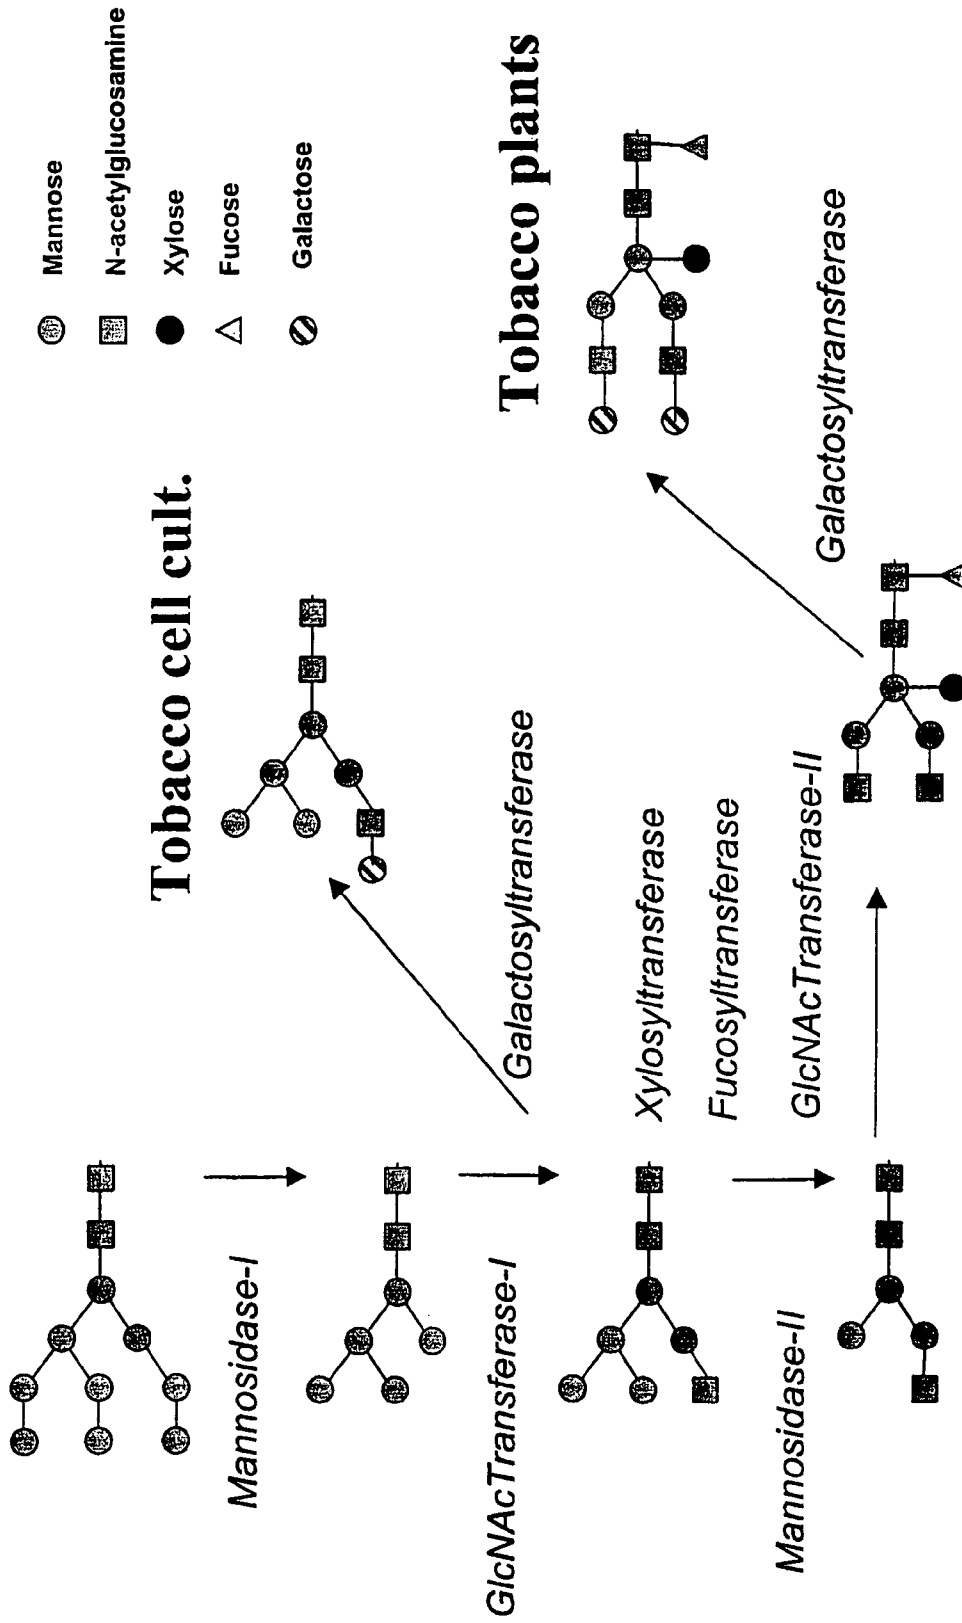 Mannose
N-acetylglucosamine
Xylose
Fucose
Galactose
Tobacco cell cult.
Tobacco plants
Mannosidase-I
GlcNAcTransferase-I
Galactosyltransferase
Xylosyltransferase
Fucosyltransferase
Mannosidase-II
GlcNAcTransferase-II
Galactosyltransferase